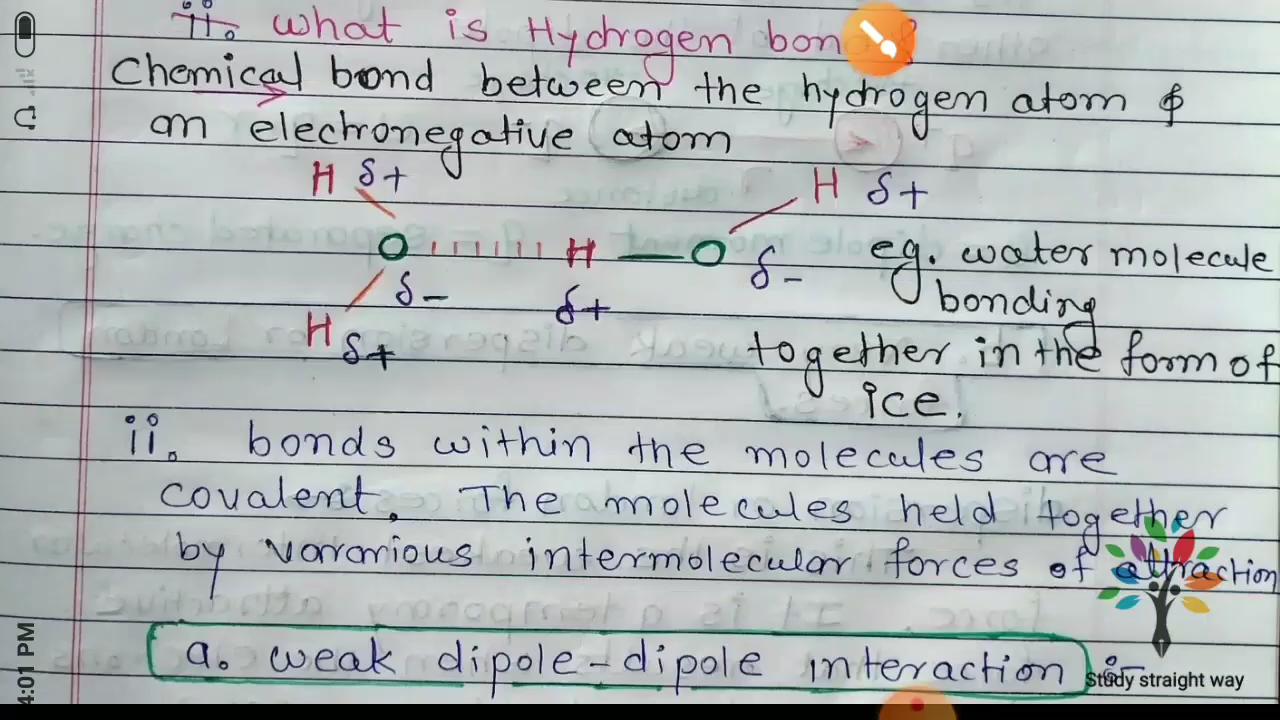 ii. what is Hydrogen bond?
Chemical bond between the hydrogen atom &
an electronegative atom
H δ+ H δ+
O H O eg. water molecule
δ- δ+ δ- bonding
H δ+ together in the form of
ice.
ii. bonds within the molecules are
covalent. The molecules held together
by vararious intermolecular forces of attraction
a. weak dipole-dipole interaction :-
Study straight way
4:01 PM